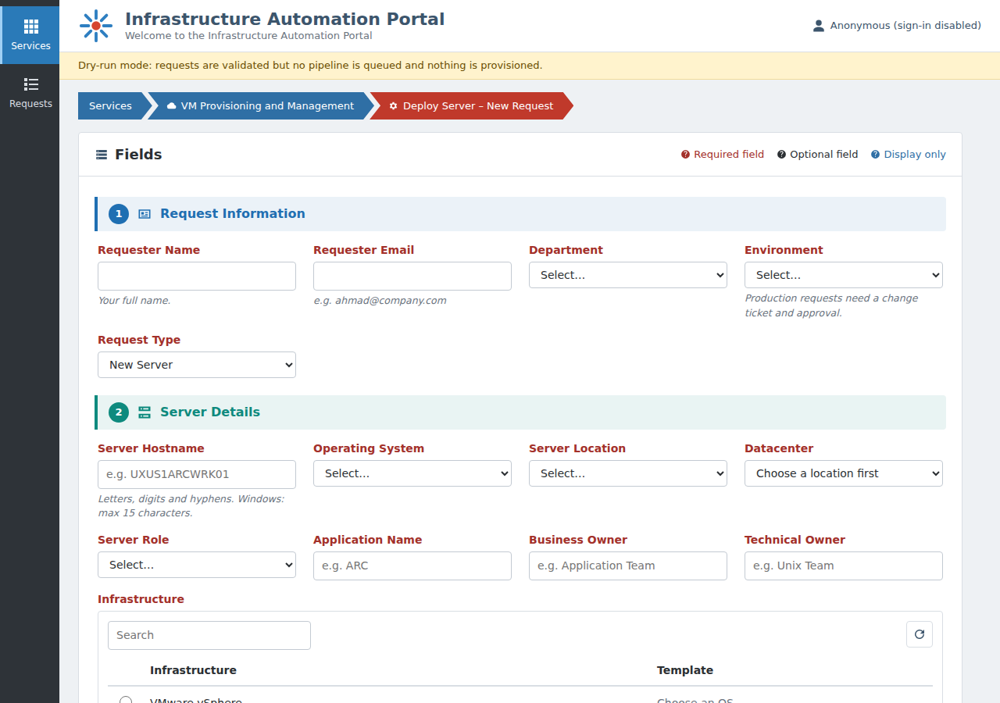 Services
Requests
Infrastructure Automation Portal
Welcome to the Infrastructure Automation Portal
Anonymous (sign-in disabled)
Dry-run mode: requests are validated but no pipeline is queued and nothing is provisioned.
Services
VM Provisioning and Management
Deploy Server – New Request
Fields
Required field
Optional field
Display only
1 Request Information
Requester Name
Requester Email
Department
Environment
Select...
Select...
Your full name.
e.g. ahmad@company.com
Production requests need a change
ticket and approval.
Request Type
New Server
2 Server Details
Server Hostname
Operating System
Server Location
Datacenter
e.g. UXUS1ARCWRK01
Select...
Select...
Choose a location first
Letters, digits and hyphens. Windows:
max 15 characters.
Server Role
Application Name
Business Owner
Technical Owner
Select...
e.g. ARC
e.g. Application Team
e.g. Unix Team
Infrastructure
Search
Infrastructure
Template
VMware vSphere
Choose an OS